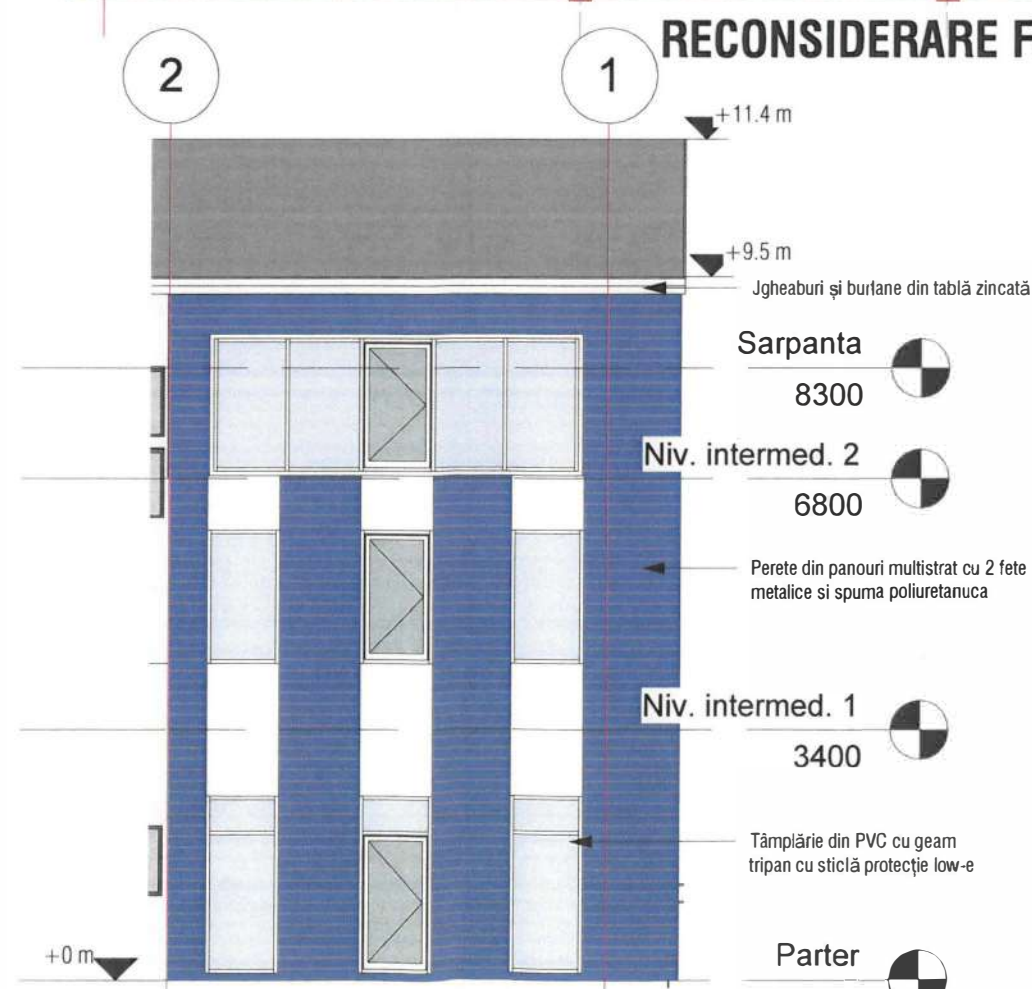 RECONSIDERARE F
2
1
+11.4 m
+9.5 m
Jgheaburi și burlane din tablă zincată
Sarpanta
8300
Niv. intermed. 2
6800
Perete din panouri multistrat cu 2 fete
metalice si spuma poliuretanuca
Niv. intermed. 1
3400
Tâmplărie din PVC cu geam
tripan cu sticlă protecție low-e
+0 m
Parter